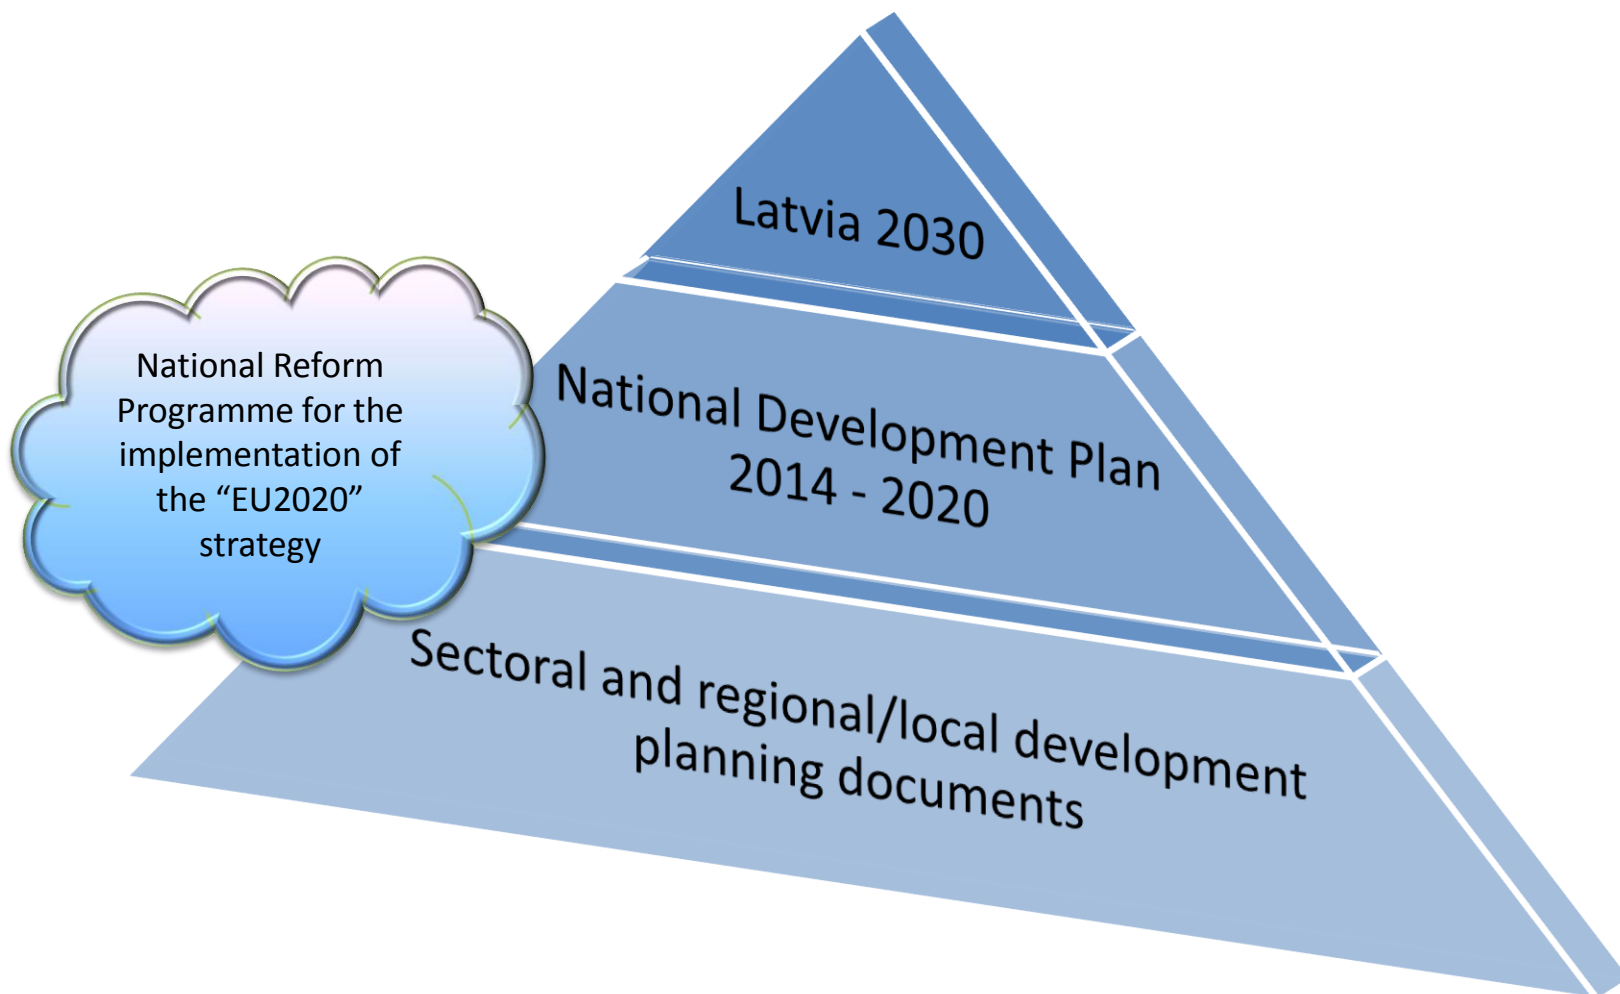 Latvia 2030
National Development Plan
2014 - 2020
National Reform
Programme for the
implementation of
the “EU2020”
strategy
Sectoral and regional/local development
planning documents